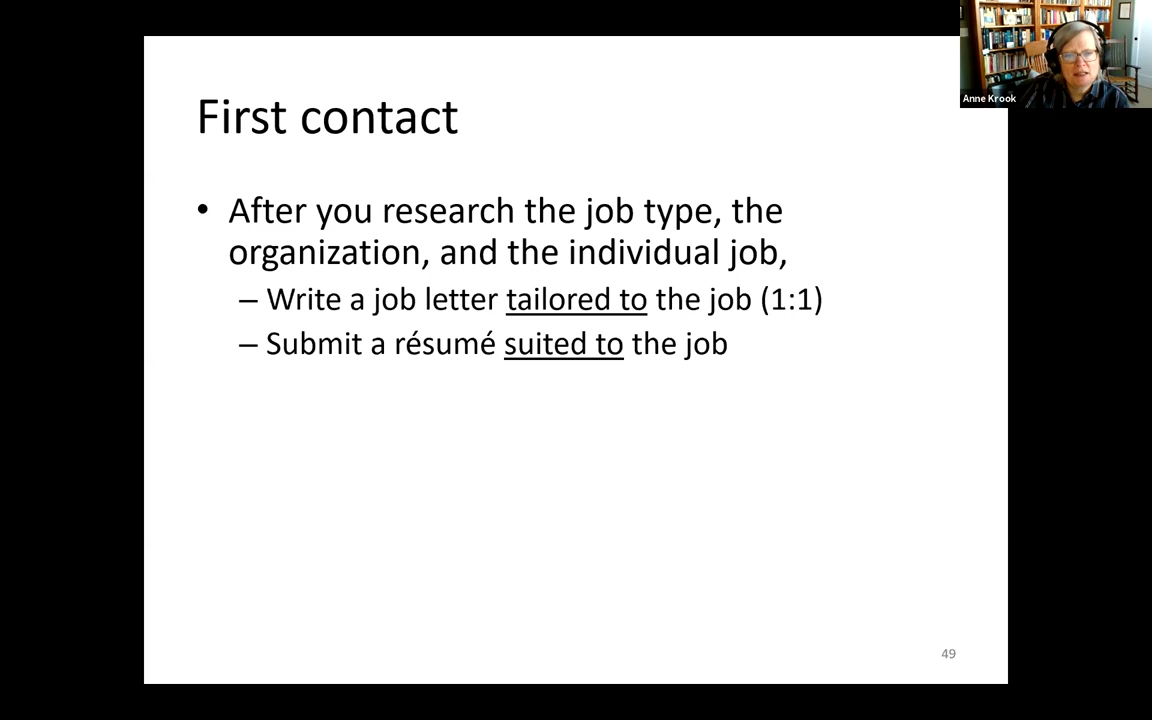 Anne Krook
First contact
• After you research the job type, the
organization, and the individual job,
– Write a job letter tailored to the job (1:1)
– Submit a résumé suited to the job
49